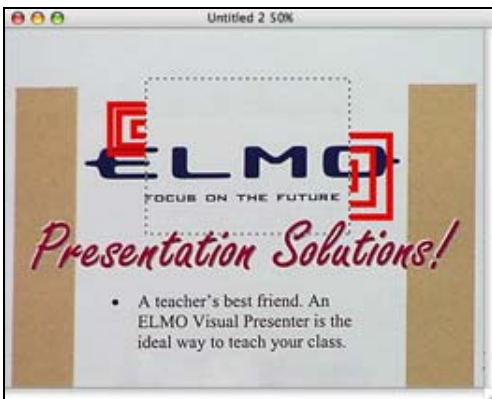 Untitled 2 50%
ELMO
FOCUS ON THE FUTURE
Presentation Solutions!
• A teacher's best friend. An
ELMO Visual Presenter is the
ideal way to teach your class.